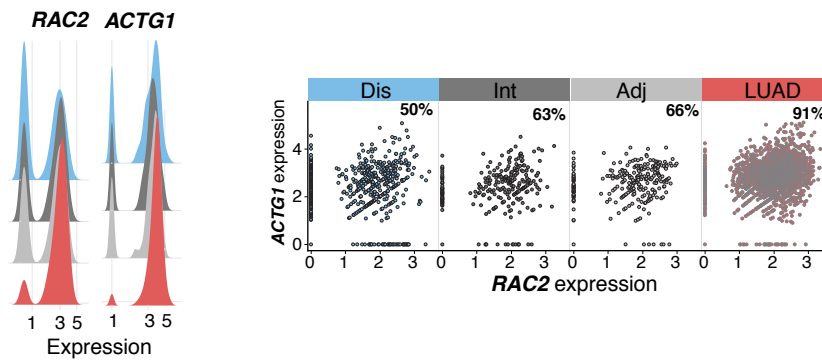 RAC2 ACTG1
1 3 5 1 3 5
Expression
Dis Int Adj LUAD
50% 63% 66% 91%
ACTG1 expression
4
2
0
0 1 2 3 0 1 2 3 0 1 2 3 0 1 2 3
RAC2 expression